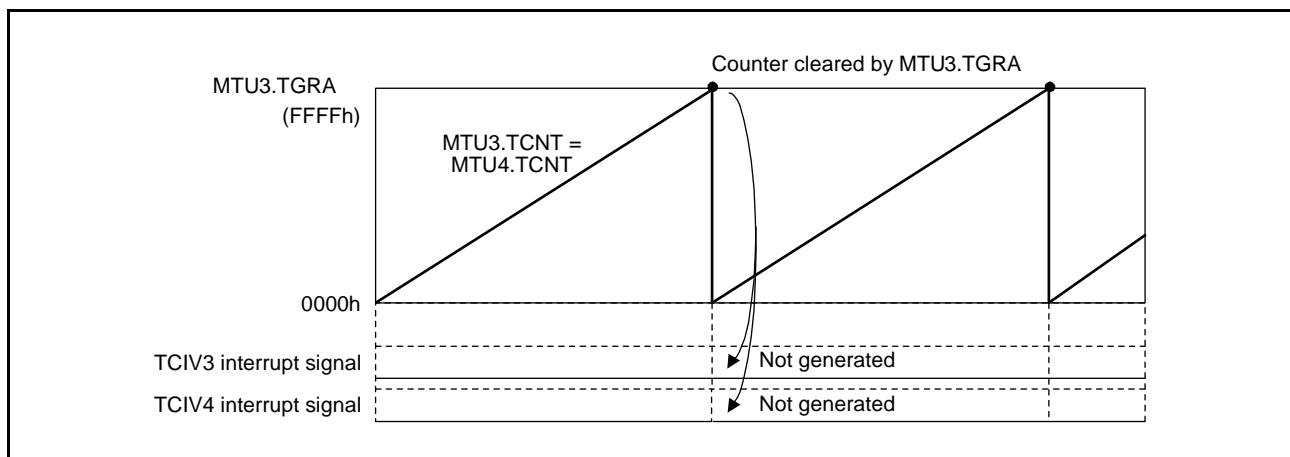 Counter cleared by MTU3.TGRA
MTU3.TGRA
(FFFFh)
MTU3.TCNT =
MTU4.TCNT
0000h
TCIV3 interrupt signal
Not generated
TCIV4 interrupt signal
Not generated